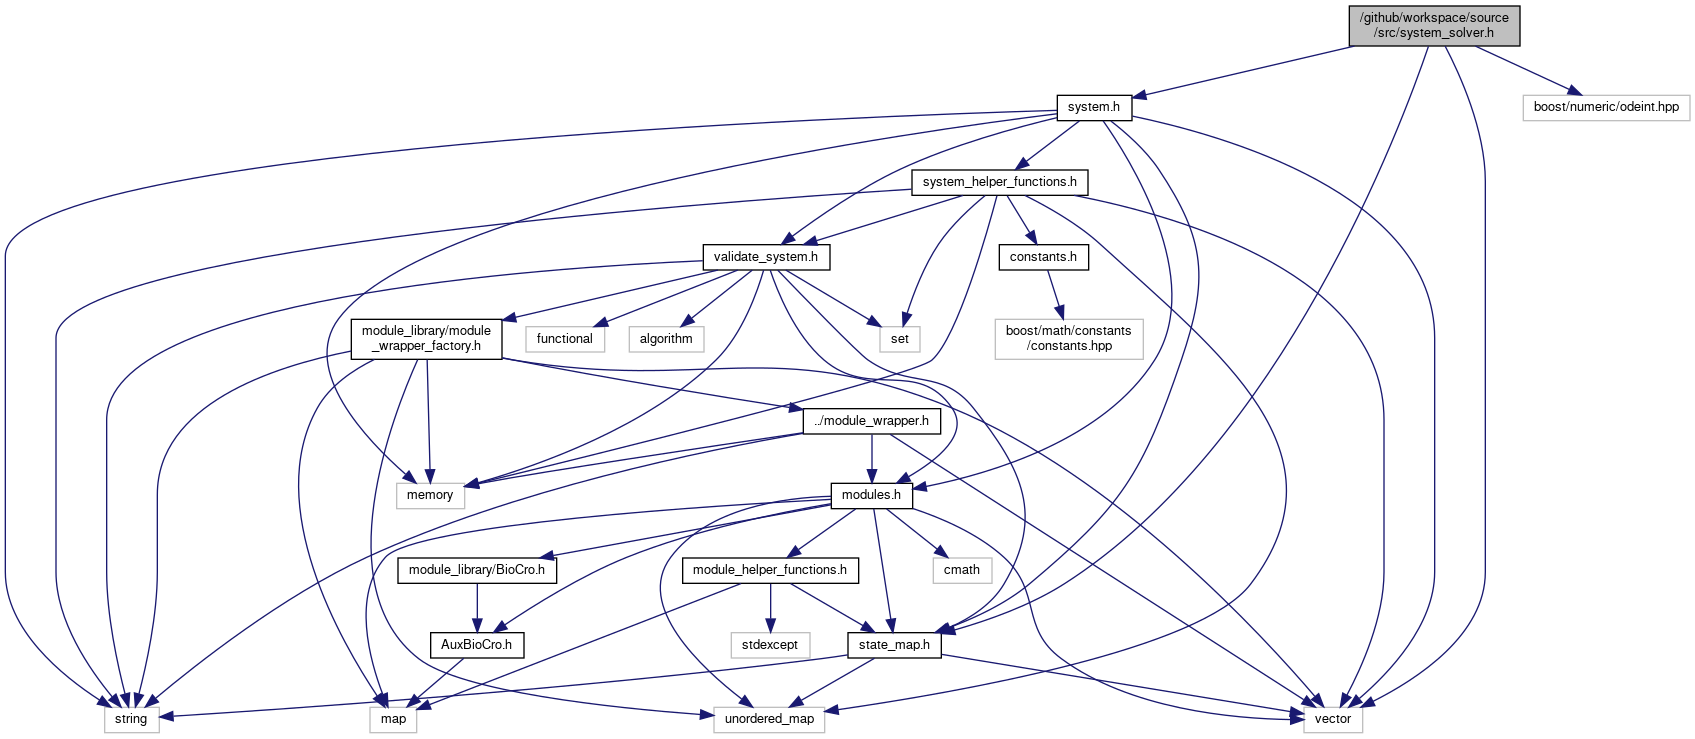 /github/workspace/source
/src/system_solver.h
system.h
boost/numeric/odeint.hpp
system_helper_functions.h
validate_system.h
constants.h
module_library/module
_wrapper_factory.h
functional
algorithm
set
boost/math/constants
/constants.hpp
../module_wrapper.h
memory
modules.h
module_library/BioCro.h
module_helper_functions.h
cmath
AuxBioCro.h
stdexcept
state_map.h
string
map
unordered_map
vector